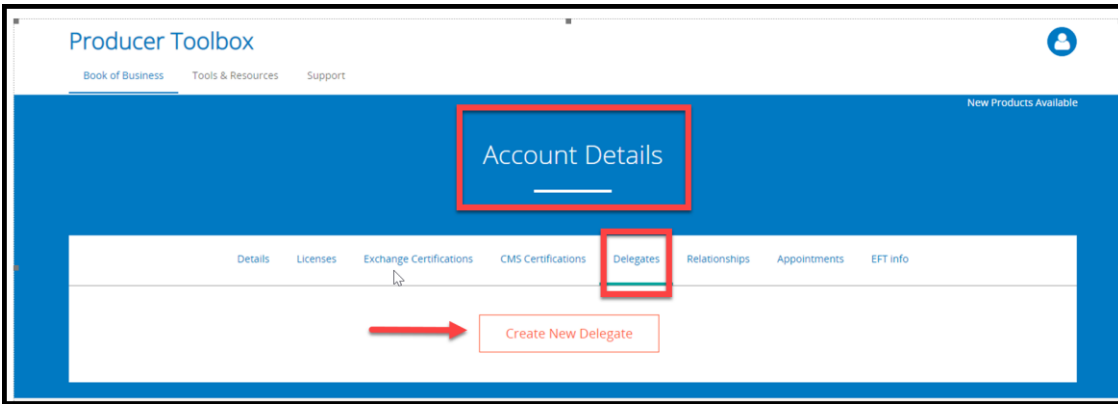 Producer Toolbox
Book of Business Tools & Resources Support
New Products Available
Account Details
Details Licenses Exchange Certifications CMS Certifications Delegates Relationships Appointments EFT info
Create New Delegate